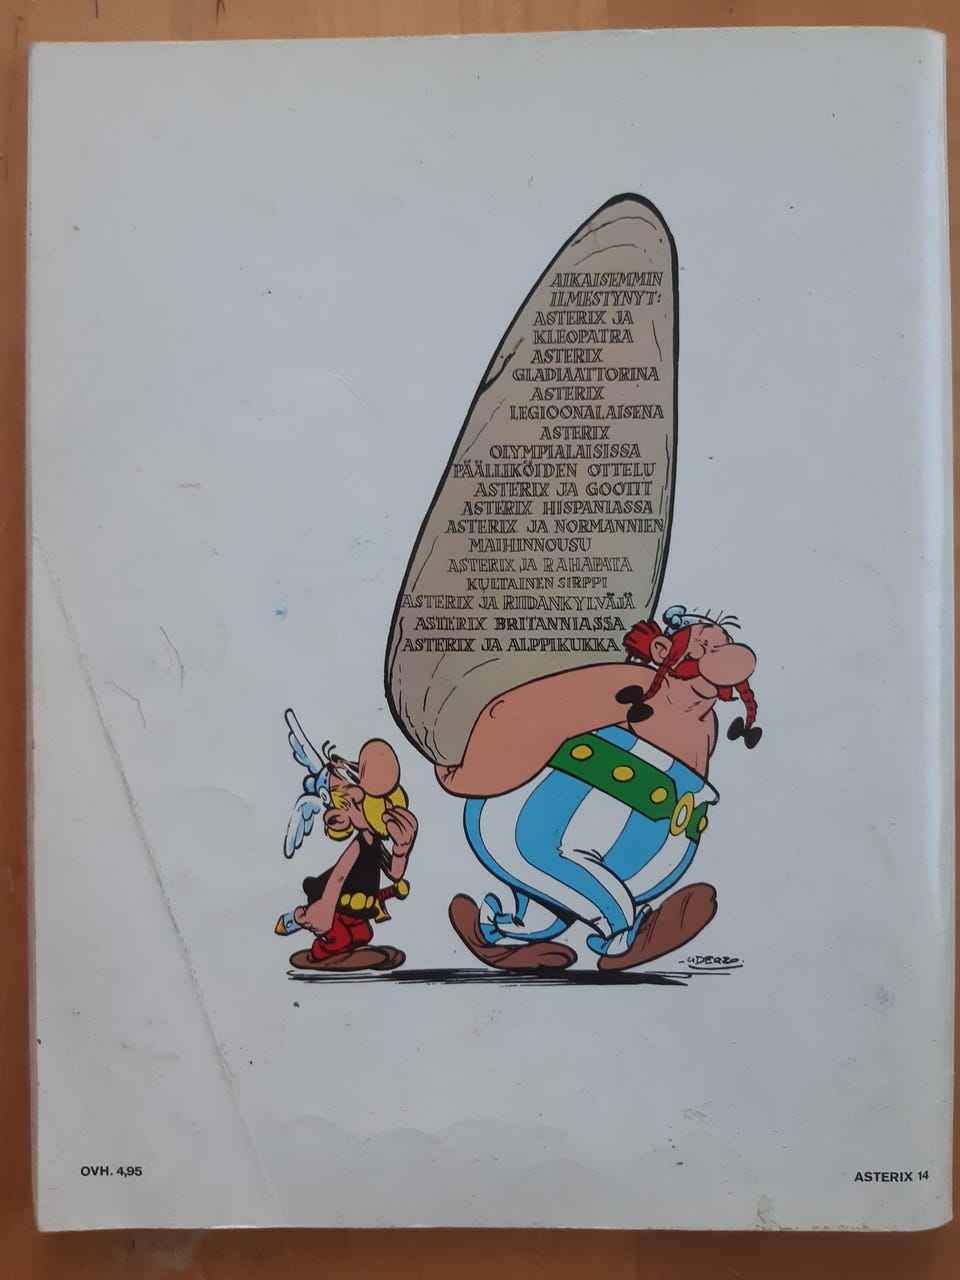 AIKAISEMMIN
ILMESTYNYT:
ASTERIX JA
KLEOPATRA
ASTERIX
GLADIAATTORINA
ASTERIX
LEGIOONALAISENA
ASTERIX
OLYMPIALAISISSA
PÄÄLLIKÖIDEN OTTELU
ASTERIX JA GOOTIT
ASTERIX HISPANIASSA
ASTERIX JA NORMANNIEN
MAIHINNOUSU
ASTERIX JA RAHAPATA
KULTAINEN SIRPPI
ASTERIX JA RIIDANKYLVÄJÄ
ASTERIX BRITANNIASSA
ASTERIX JA ALPPIKUKKA
·UDERZO·
OVH. 4,95
ASTERIX 14